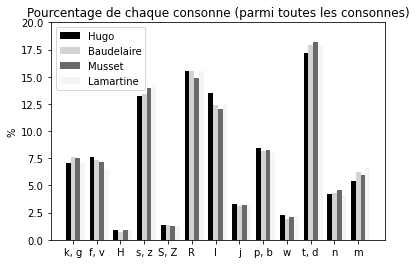 Pourcentage de chaque consonne (parmi toutes les consonnes)
20.0
17.5
15.0
12.5
10.0
7.5
5.0
2.5
0.0
%
Hugo
Baudelaire
Musset
Lamartine
k, g f, v H s, z S, Z R l j p, b w t, d n m